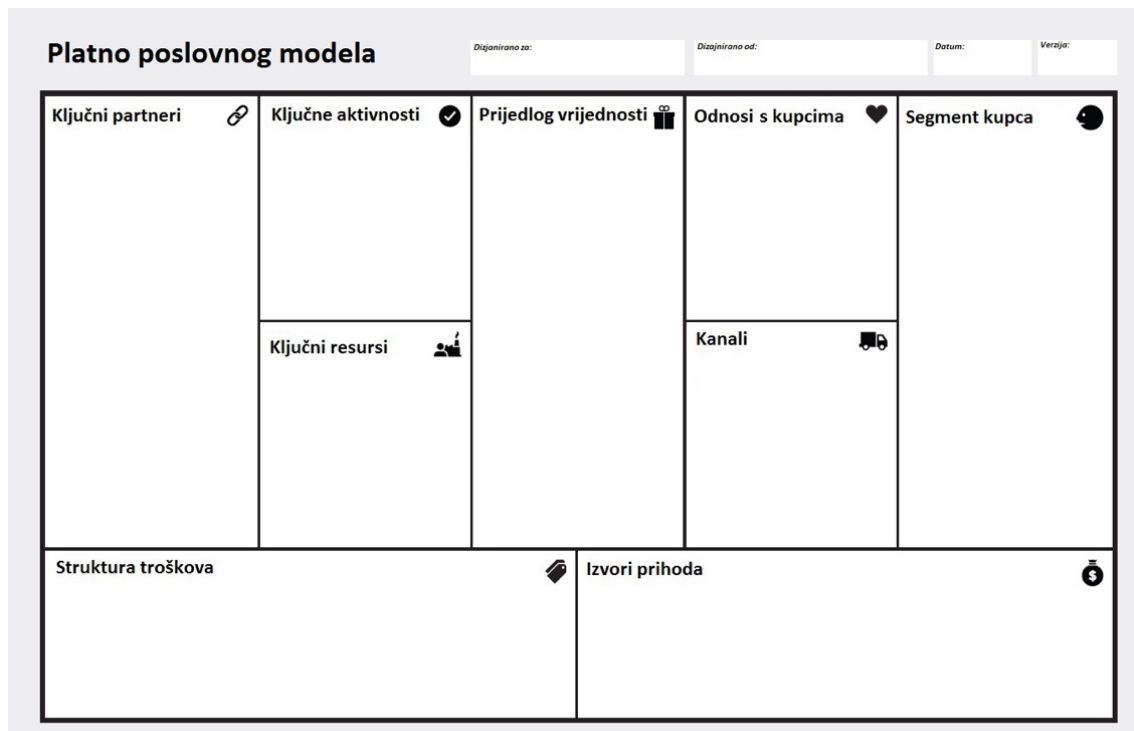 Platno poslovnog modela
Dizjanirano za:
Dizajnirano od:
Datum:
Verzija:
Ključni partneri
Ključne aktivnosti
Prijedlog vrijednosti
Odnosi s kupcima
Segment kupca
Ključni resursi
Kanali
Struktura troškova
Izvori prihoda